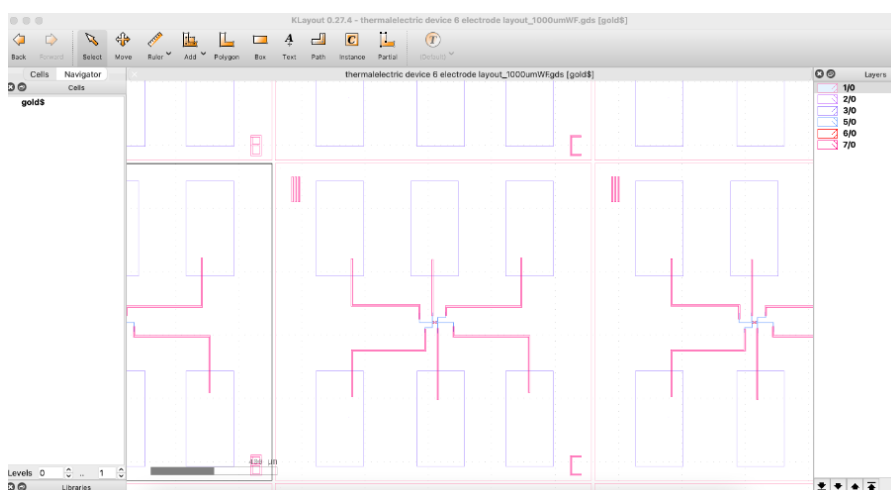 KLayout 0.27.4 - thermalelectric device 6 electrode layout_1000umWF.gds [gold$]
Back Forward Select Move Ruler Add Polygon Box Text Path Instance Partial (Default)
Cells Navigator
thermalelectric device 6 electrode layout_1000umWF.gds [gold$]
Layers
Cells
gold$
1/0
2/0
3/0
5/0
6/0
7/0
B
C
B
C
Levels 0 .. 1
Libraries